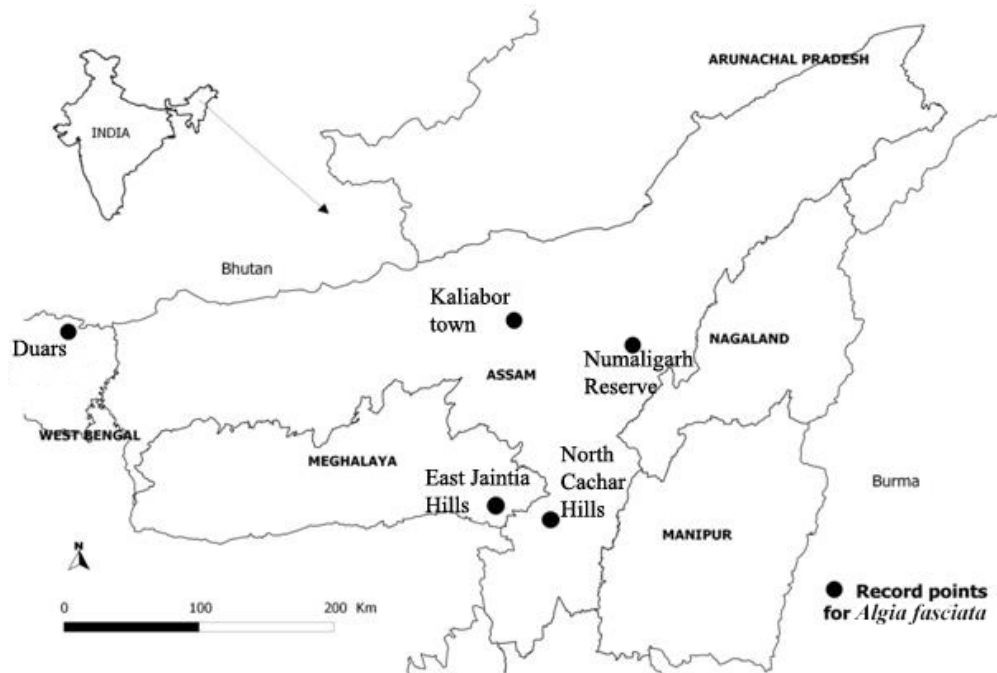 ARUNACHAL PRADESH
INDIA
Bhutan
Kaliabor
town
Duars
NAGALAND
Numaligarh
Reserve
ASSAM
WEST BENGAL
MEGHALAYA
North
Cachar
Hills
East Jaintia
Hills
Burma
MANIPUR
N
0 100 200 Km
Record points
for Algia fasciata